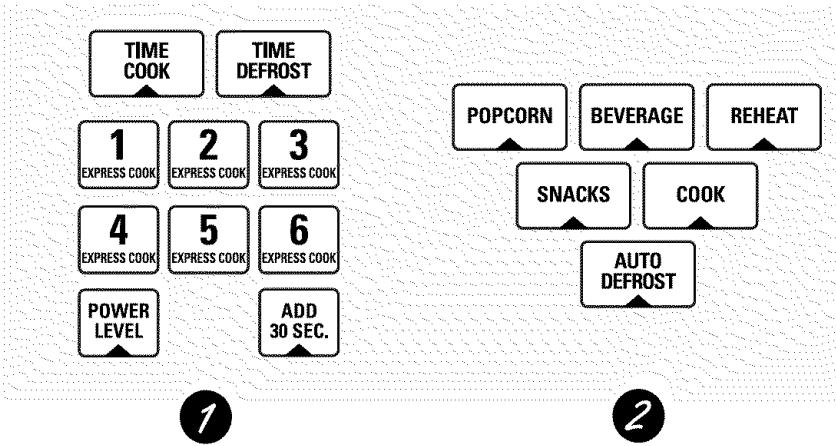 TIME
COOK
TIME
DEFROST
1
EXPRESS COOK
2
EXPRESS COOK
3
EXPRESS COOK
4
EXPRESS COOK
5
EXPRESS COOK
6
EXPRESS COOK
POWER
LEVEL
ADD
30 SEC.
1
POPCORN
BEVERAGE
REHEAT
SNACKS
COOK
AUTO
DEFROST
2